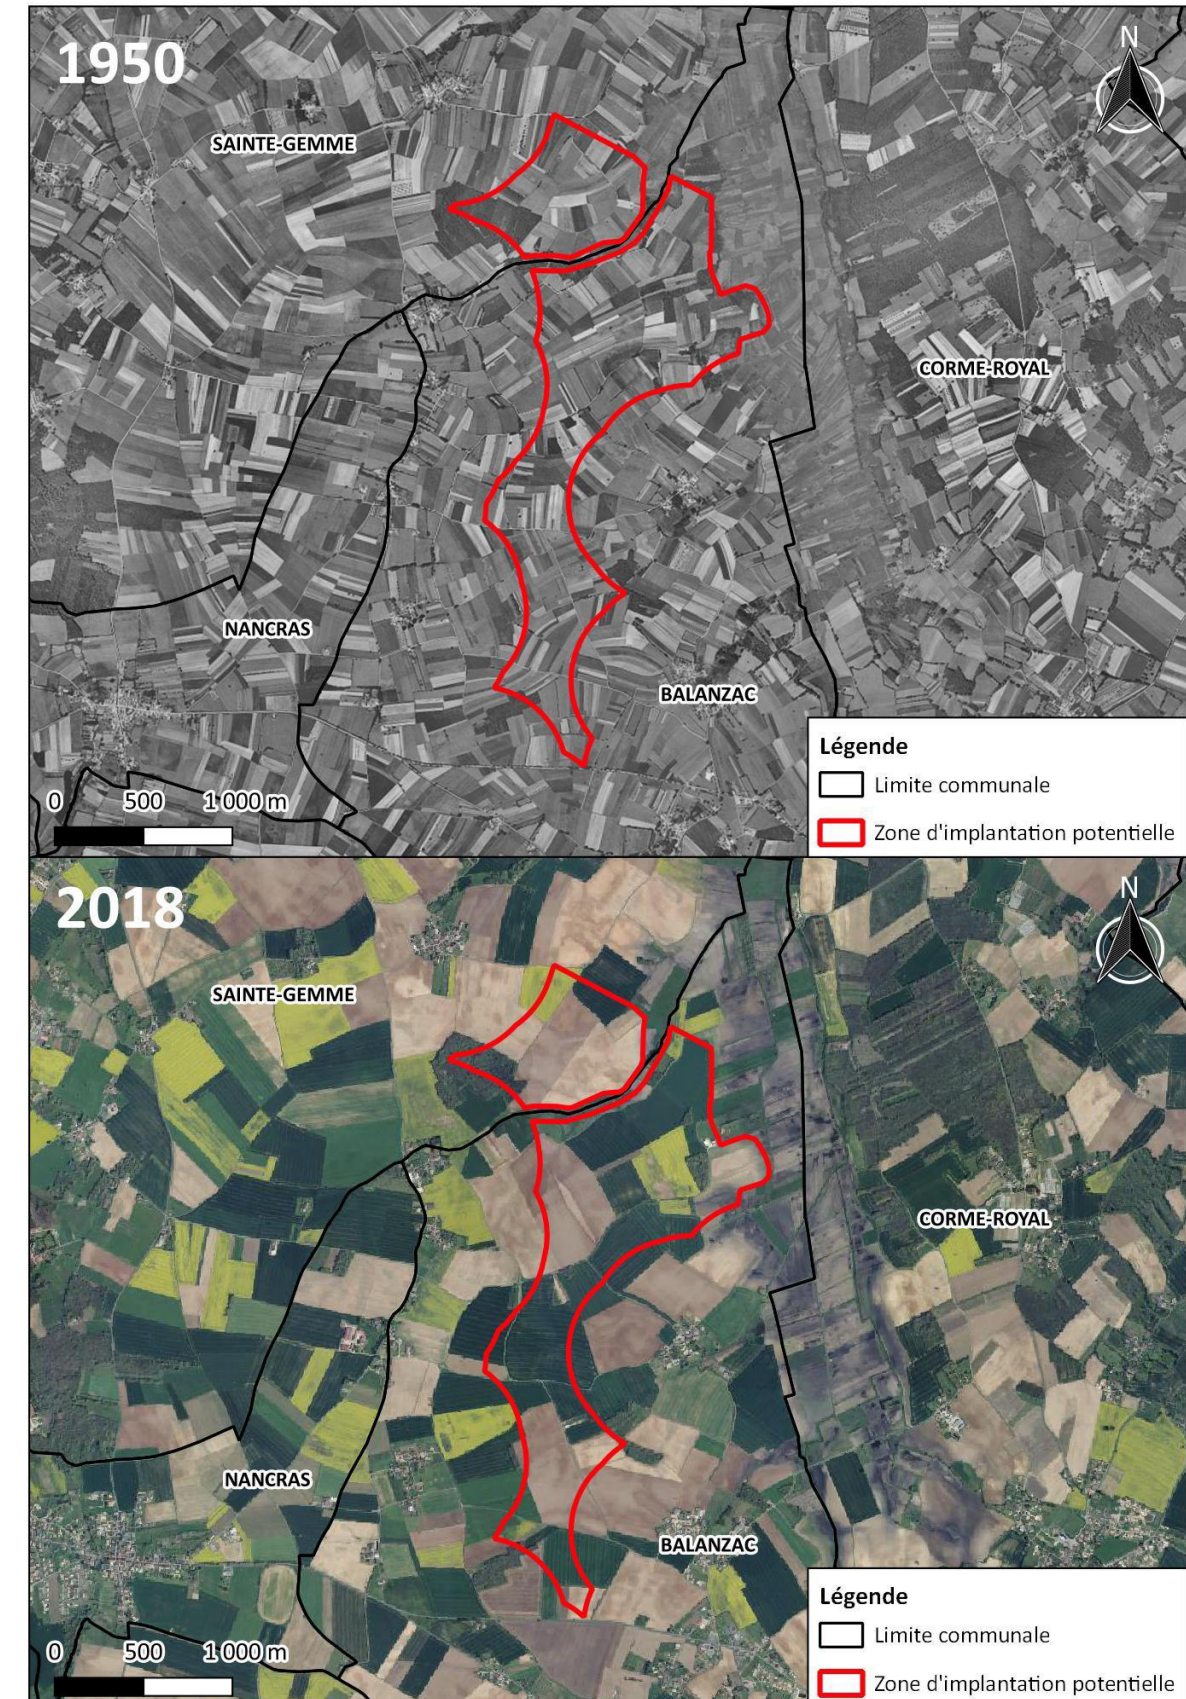 1950
N
SAINTE-GEMME
CORME-ROYAL
NANCRAS
BALANZAC
Légende
Limite communale
Zone d'implantation potentielle
0 500 1 000 m
2018
N
SAINTE-GEMME
CORME-ROYAL
NANCRAS
BALANZAC
Légende
Limite communale
Zone d'implantation potentielle
0 500 1 000 m